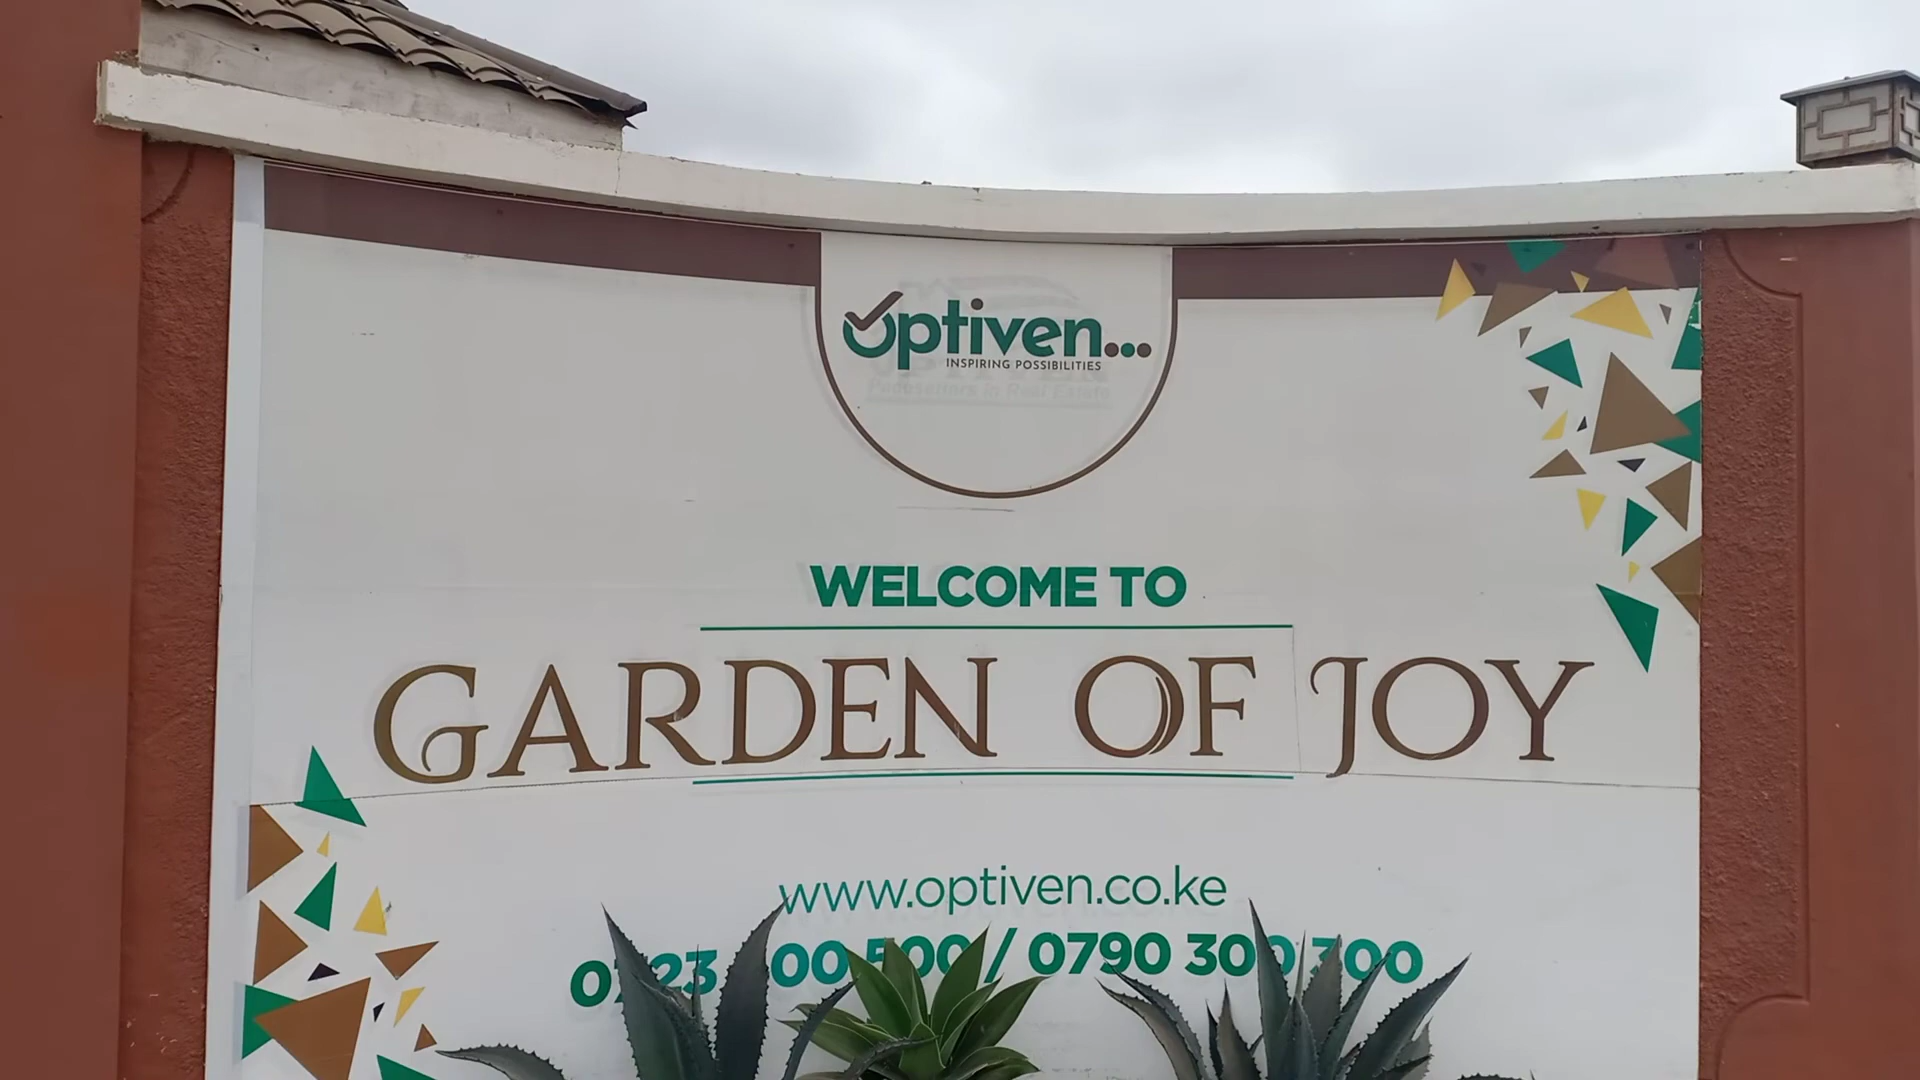 optiven...
INSPIRING POSSIBILITIES
WELCOME TO
GARDEN OF JOY
www.optiven.co.ke
/ 0790 300 300